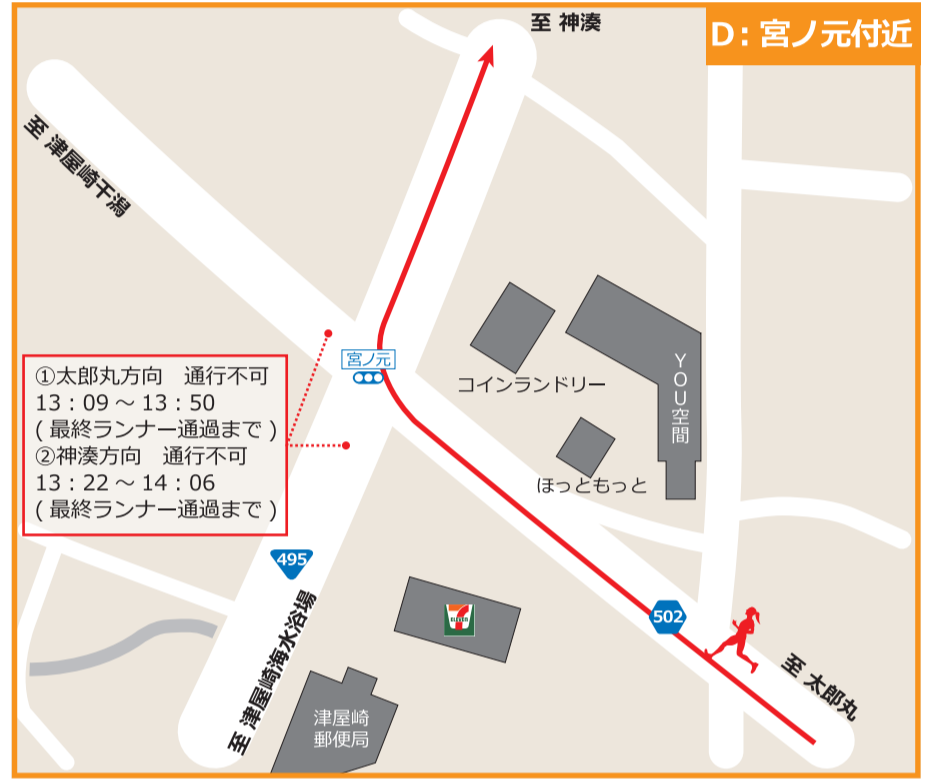 至 神湊
D：宮ノ元付近
至 津屋崎干潟
宮ノ元
①太郎丸方向　通行不可
13：09 ～ 13：50
( 最終ランナー通過まで )
②神湊方向　通行不可
13：22 ～ 14：06
( 最終ランナー通過まで )
コインランドリー
YOU空間
ほっともっと
495
7
ELEVEn
502
至 太郎丸
至 津屋崎海水浴場
津屋崎
郵便局